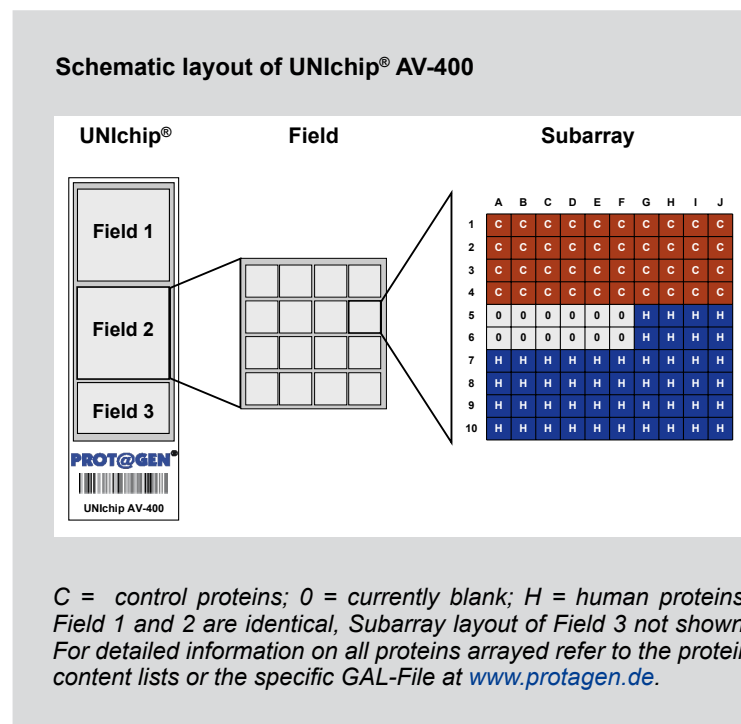 Schematic layout of UNIchip® AV-400
UNIchip® Field Subarray
A B C D E F G H I J
1 C C C C C C C C C C
2 C C C C C C C C C C
3 C C C C C C C C C C
4 C C C C C C C C C C
5 0 0 0 0 0 0 H H H H
6 0 0 0 0 0 0 H H H H
7 H H H H H H H H H H
8 H H H H H H H H H H
9 H H H H H H H H H H
10 H H H H H H H H H H
Field 1
Field 2
Field 3
PROT@GEN®
UNIchip AV-400
C = control proteins; 0 = currently blank; H = human proteins
Field 1 and 2 are identical, Subarray layout of Field 3 not shown
For detailed information on all proteins arrayed refer to the protein
content lists or the specific GAL-File at www.protagen.de.